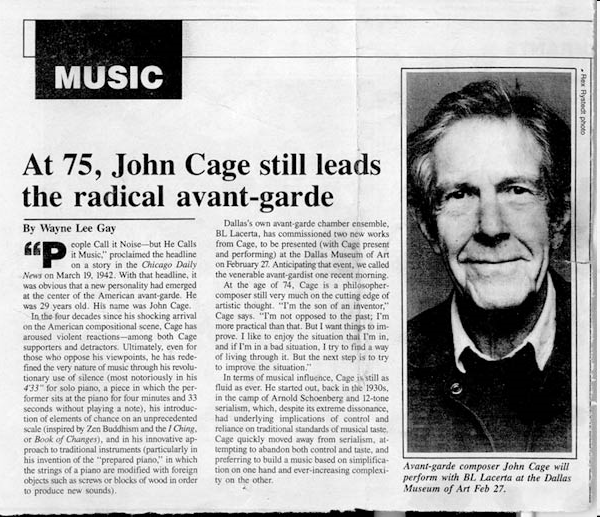 MUSIC
At 75, John Cage still leads
the radical avant-garde
By Wayne Lee Gay
“People Call it Noise—but He Calls
it Music,” proclaimed the headline
on a story in the Chicago Daily
News on March 19, 1942. With that headline, it
was obvious that a new personality had emerged
at the center of the American avant-garde. He
was 29 years old. His name was John Cage.
In the four decades since his shocking arrival
on the American compositional scene, Cage has
aroused violent reactions—among both Cage
supporters and detractors. Ultimately, even for
those who oppose his viewpoints, he has rede-
fined the very nature of music through his revolu-
tionary use of silence (most notoriously in his
4'33" for solo piano, a piece in which the per-
former sits at the piano for four minutes and 33
seconds without playing a note), his introduc-
tion of elements of chance on an unprecedented
scale (inspired by Zen Buddhism and the I Ching,
or Book of Changes), and in his innovative ap-
proach to traditional instruments (particularly in
his invention of the “prepared piano,” in which
the strings of a piano are modified with foreign
objects such as screws or blocks of wood in order
to produce new sounds).
Dallas's own avant-garde chamber ensemble,
BL Lacerta, has commissioned two new works
from Cage, to be presented (with Cage present
and performing) at the Dallas Museum of Art
on February 27. Anticipating that event, we called
the venerable avant-gardist one recent morning.
At the age of 74, Cage is a philosopher-
composer still very much on the cutting edge of
artistic thought. “I'm the son of an inventor,”
Cage says. “I'm not opposed to the past; I'm
more practical than that. But I want things to im-
prove. I like to enjoy the situation that I'm in,
and if I'm in a bad situation, I try to find a way
of living through it. But the next step is to try
to improve the situation.”
In terms of musical influence, Cage is still as
fluid as ever. He started out, back in the 1930s,
in the camp of Arnold Schoenberg and 12-tone
serialism, which, despite its extreme dissonance,
had underlying implications of control and
reliance on traditional standards of musical taste.
Cage quickly moved away from serialism, at-
tempting to abandon both control and taste, and
preferring to build a music based on simplifica-
tion on one hand and ever-increasing complexi-
ty on the other.
• Rex Rystedt photo
Avant-garde composer John Cage will
perform with BL Lacerta at the Dallas
Museum of Art Feb 27.